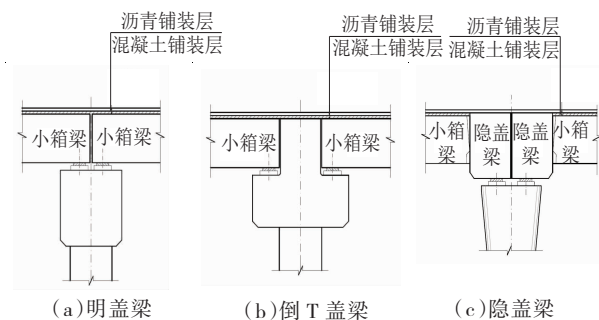 沥青铺装层
混凝土铺装层
小箱梁 小箱梁
(a)明盖梁
沥青铺装层
混凝土铺装层
小箱梁 小箱梁
(b)倒 T 盖梁
沥青铺装层
混凝土铺装层
小箱梁 隐盖梁 隐盖梁 小箱梁
(c)隐盖梁